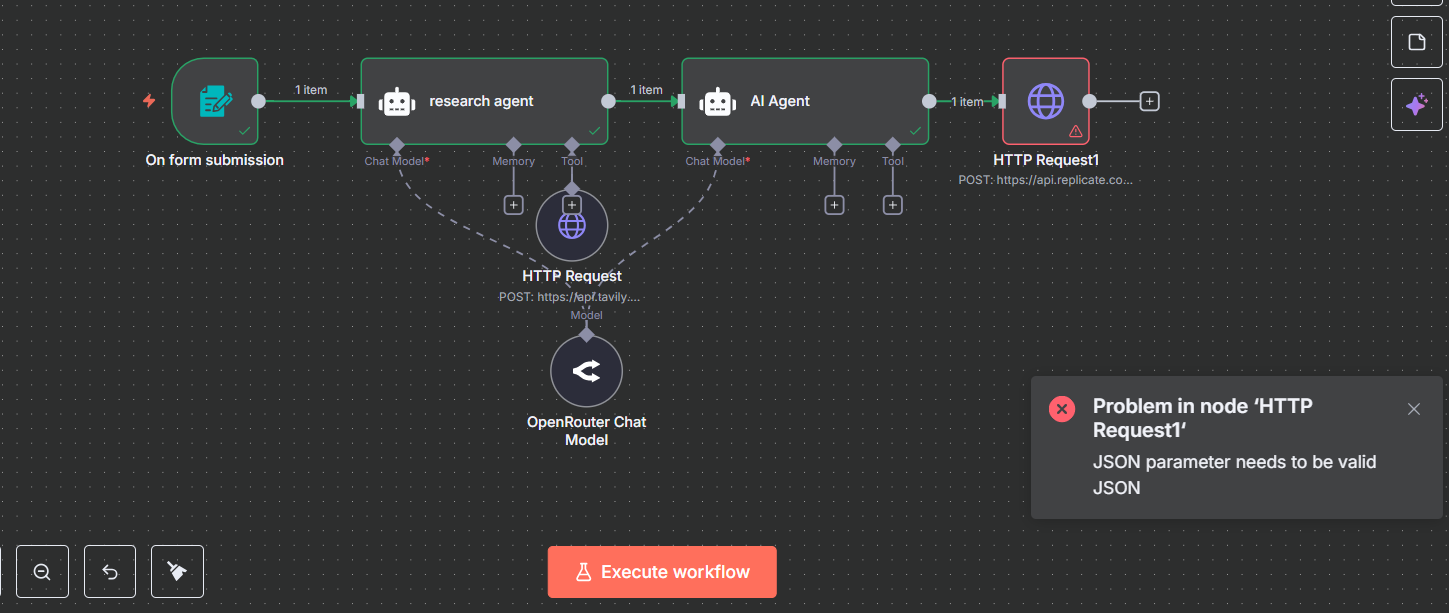 1 item
research agent
1 item
AI Agent
1 item
On form submission
Chat Model*
Memory
Tool
Chat Model*
Memory
Tool
HTTP Request1
POST: https://api.replicate.co...
HTTP Request
POST: https://api.tavily....
Model
OpenRouter Chat
Model
Problem in node ‘HTTP
Request1‘
JSON parameter needs to be valid
JSON
Execute workflow